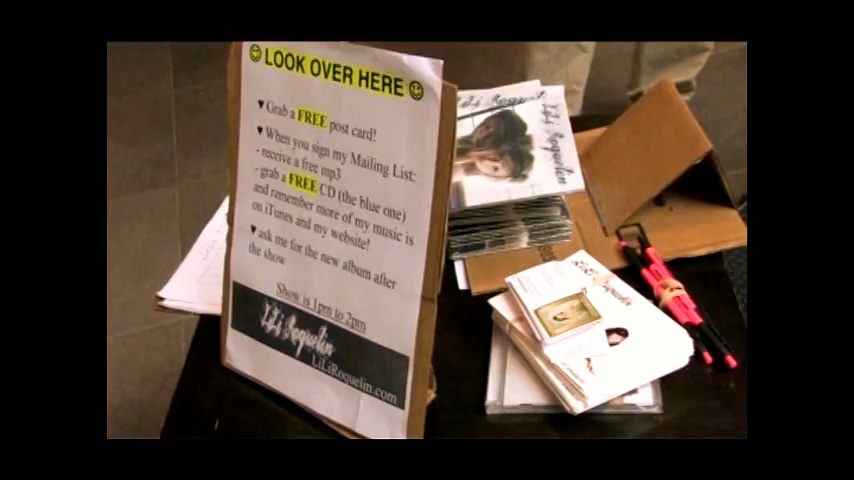 LOOK OVER HERE
♥ Grab a FREE post card!
♥ When you sign my Mailing List:
- receive a free mp3
- grab a FREE CD (the blue one)
and remember more of my music is
on iTunes and my website!
♥ ask me for the new album after
the show
Show is 1pm to 2pm
LiLi Roquelin
LiLiRoquelin.com
LiLi Roquelin